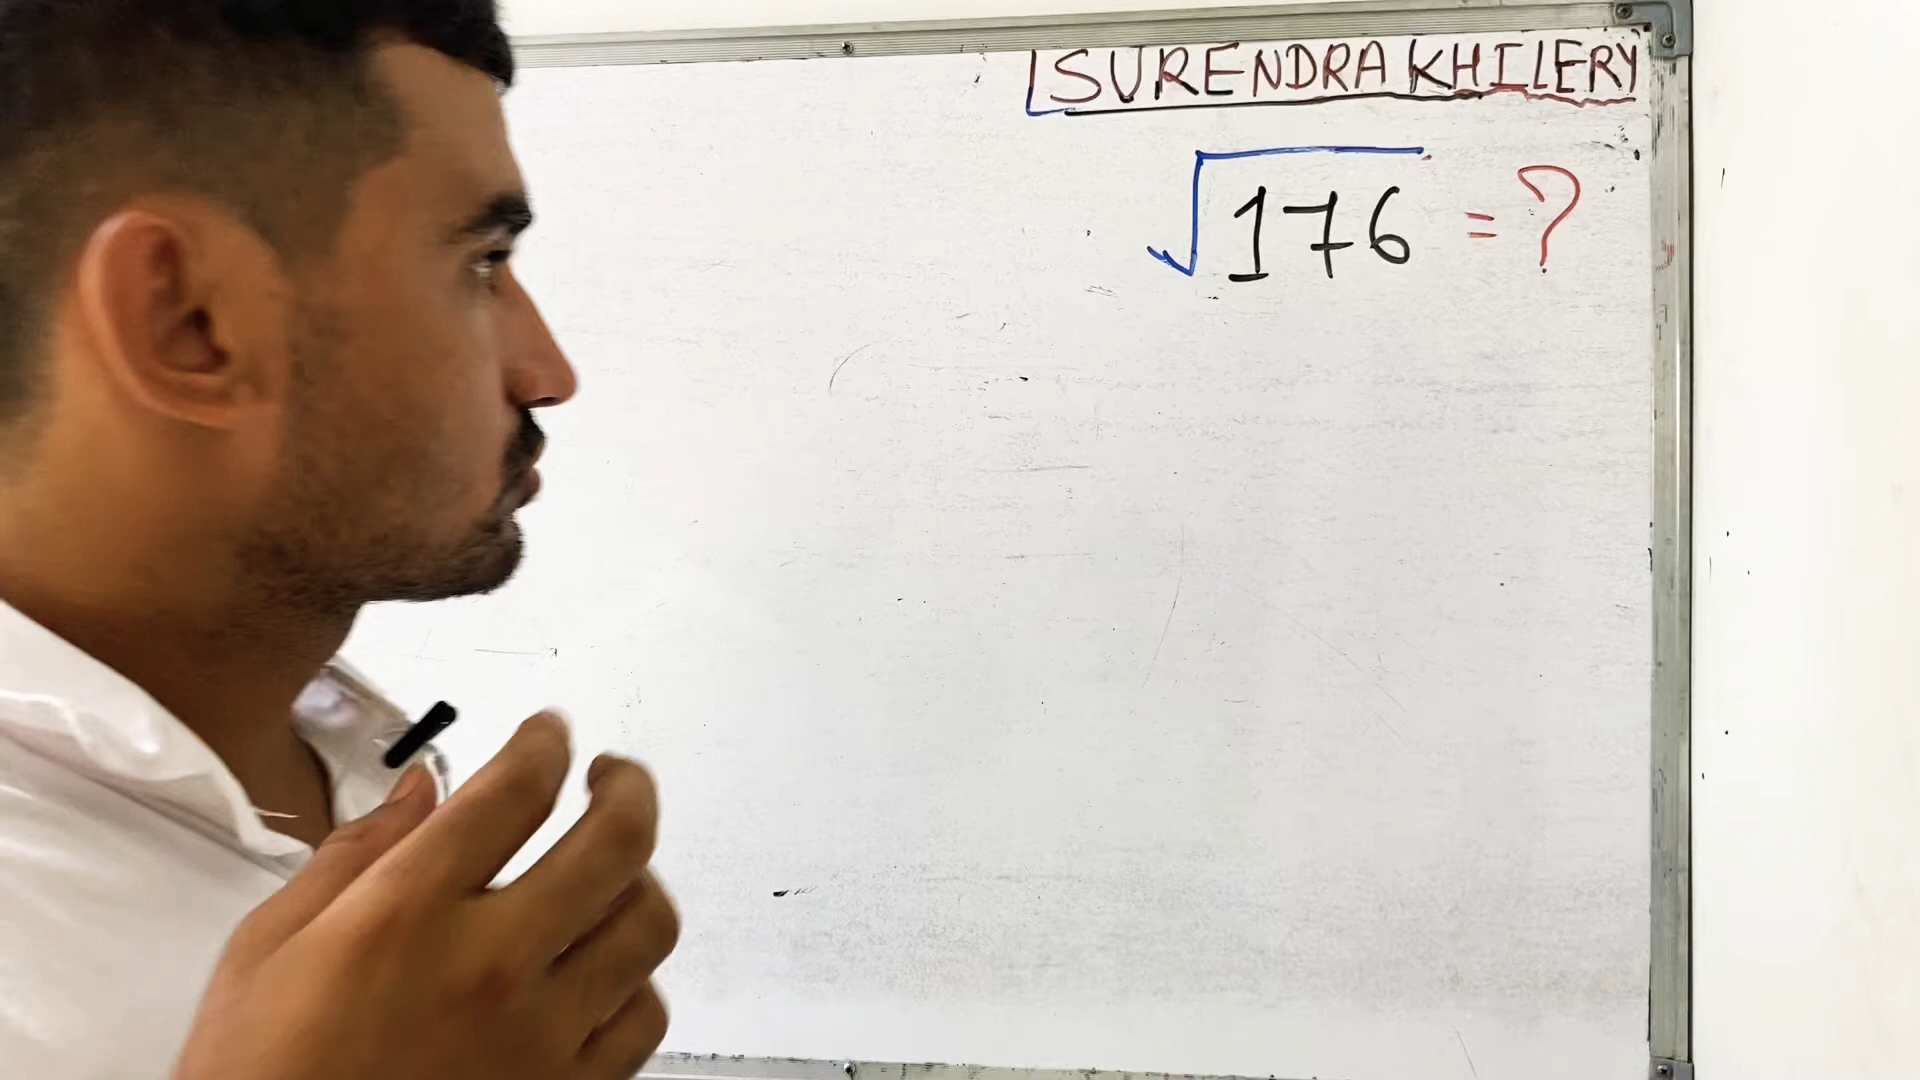 SURENDRA KHILERY
√176 = ?